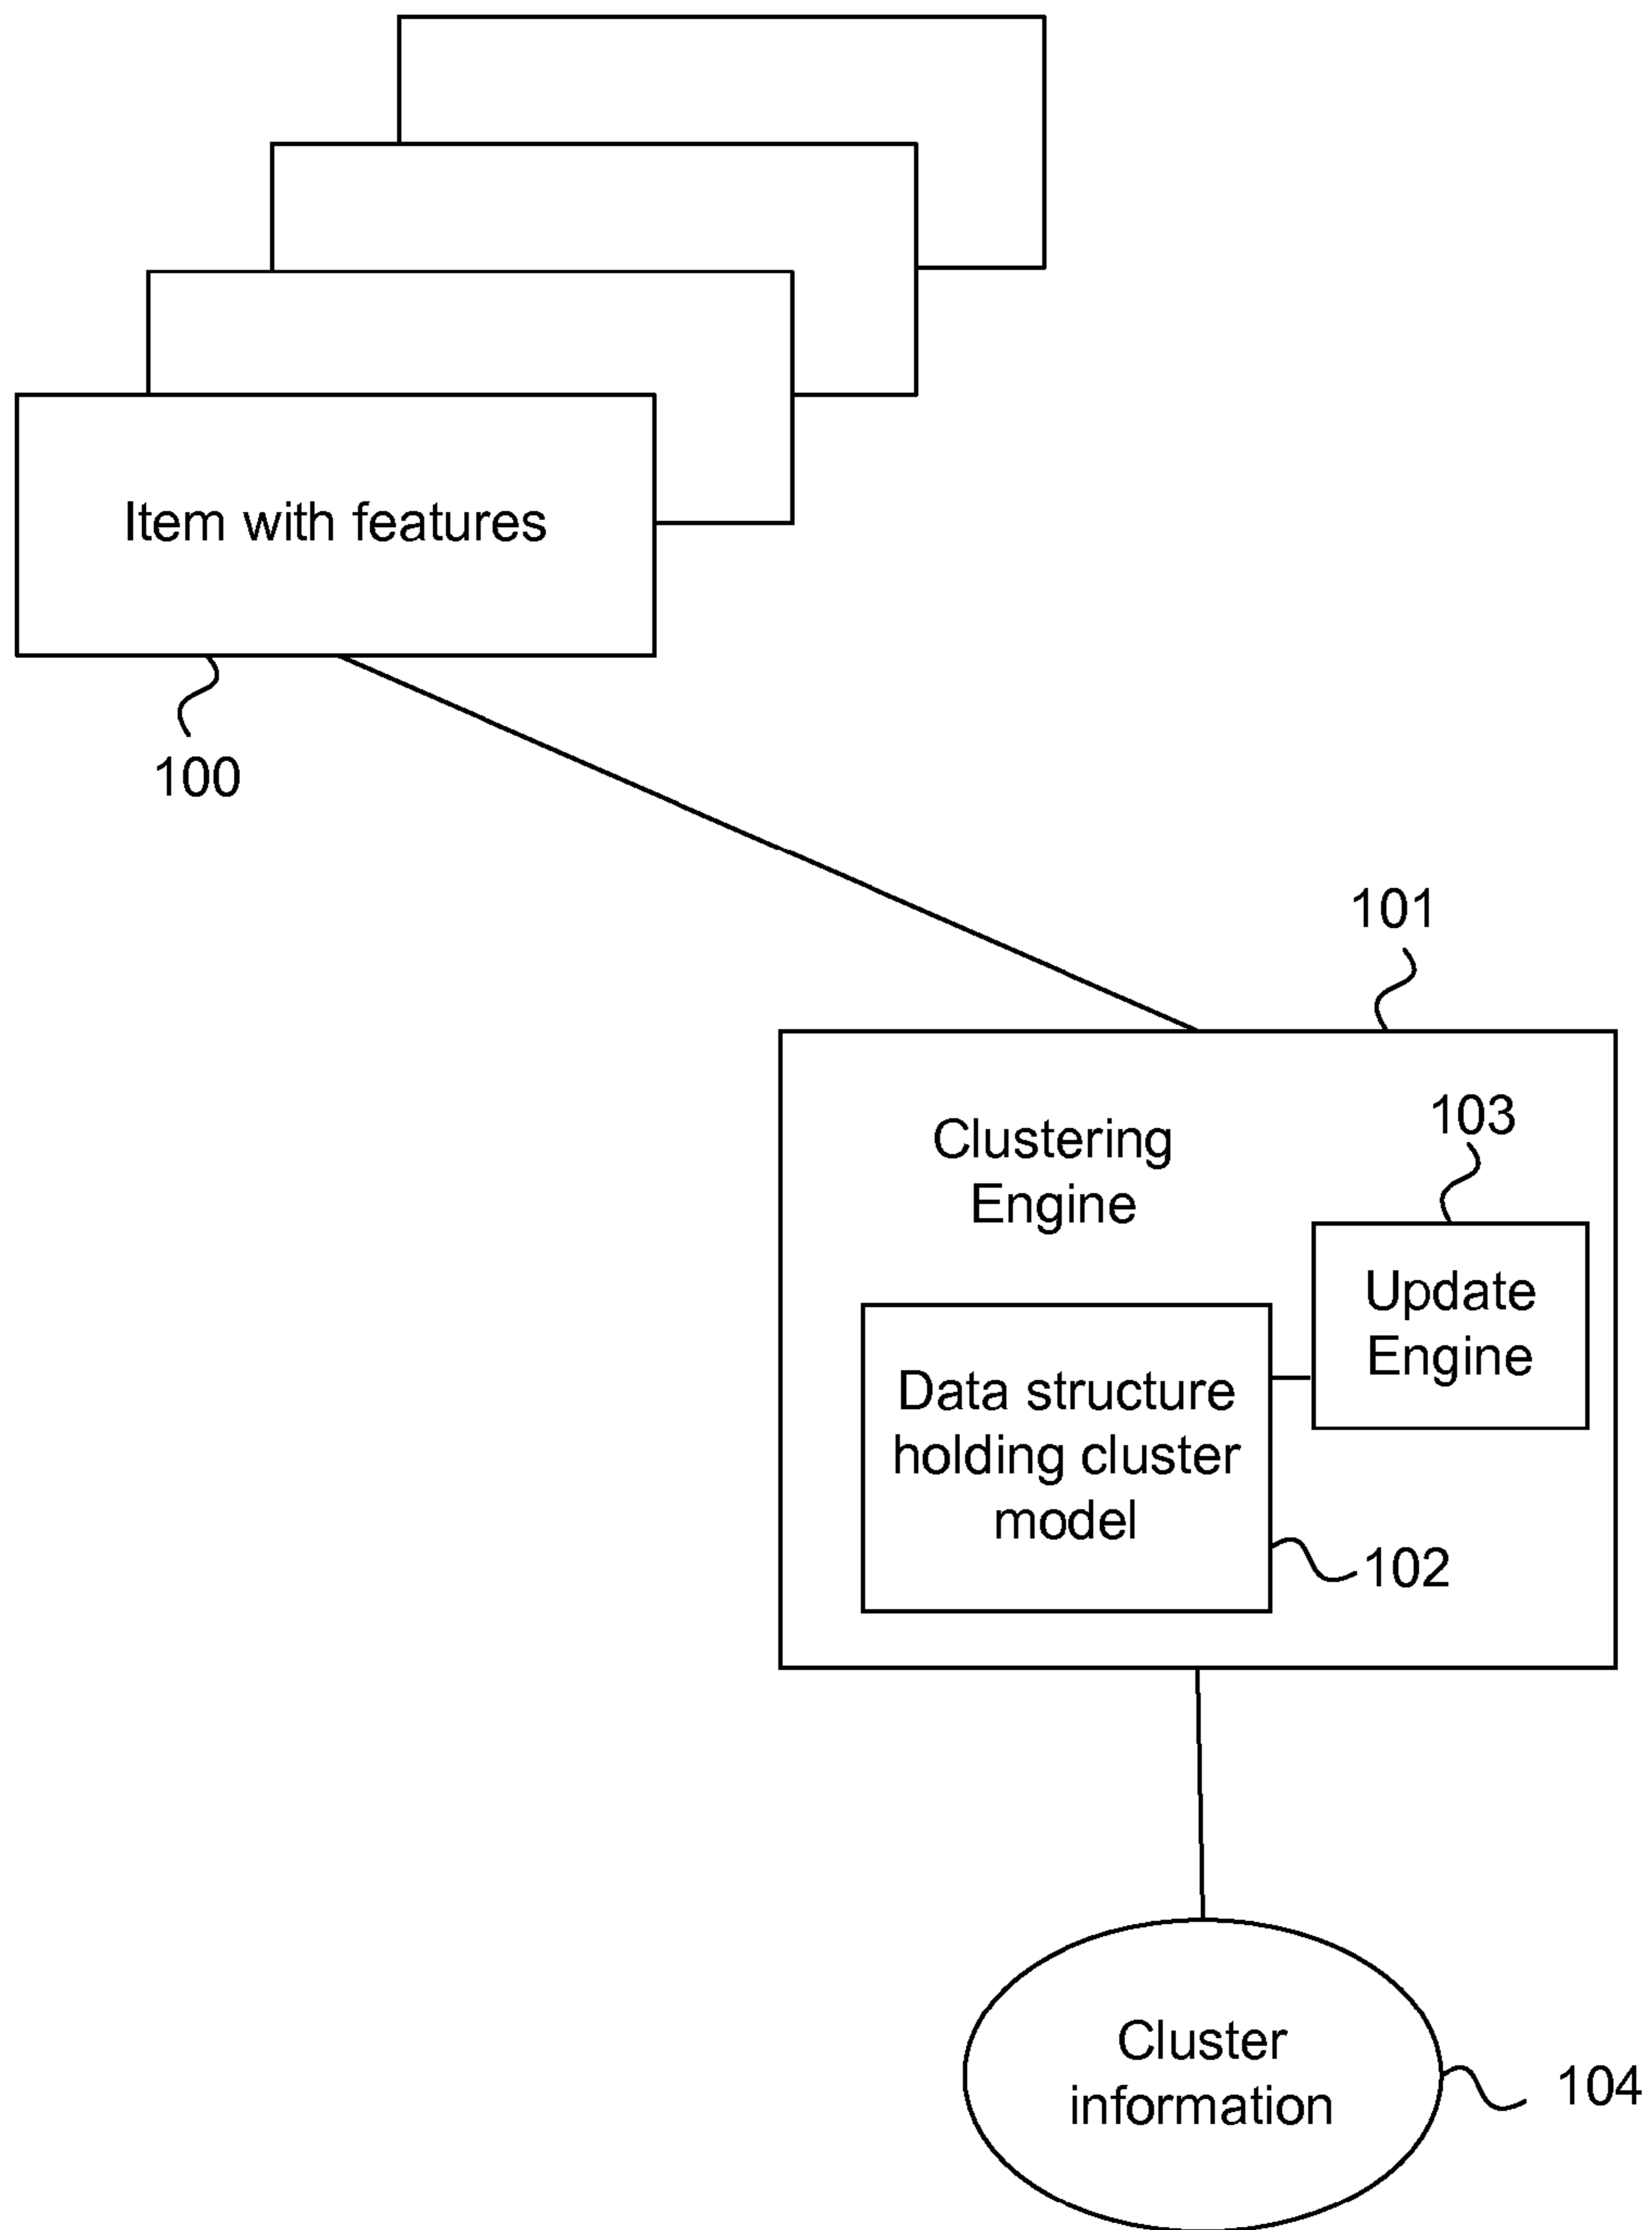 Item with features
100
101
Clustering
Engine
103
Update
Engine
Data structure
holding cluster
model
102
Cluster
information
104